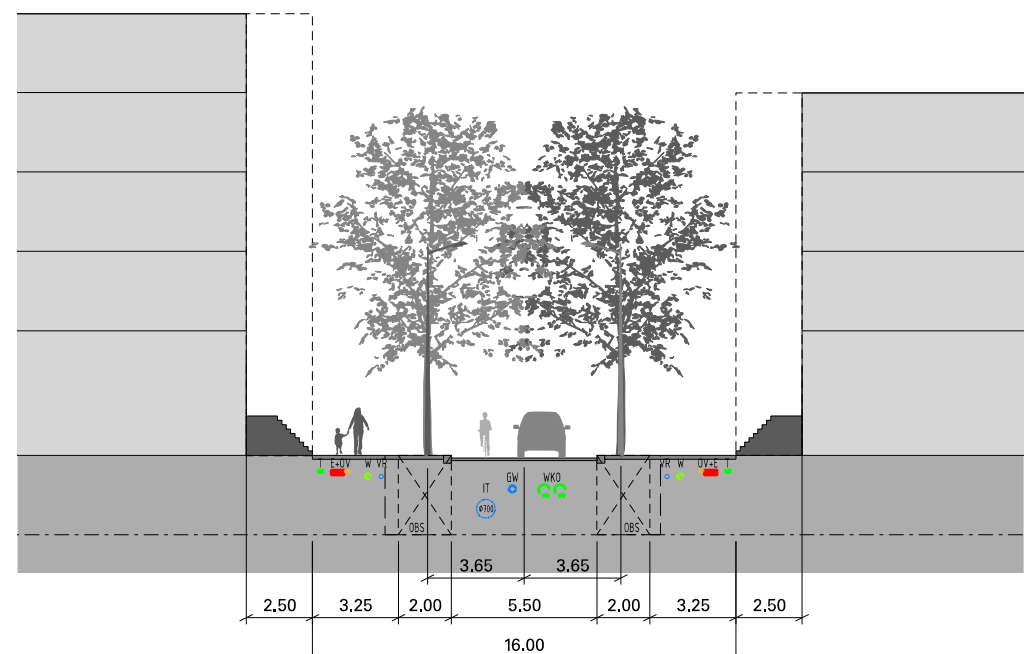 T E+OV W VR
VR W OV+E T
GW WKO
IT
Ø700
OBS OBS
3.65 3.65
2.50 3.25 2.00 5.50 2.00 3.25 2.50
16.00